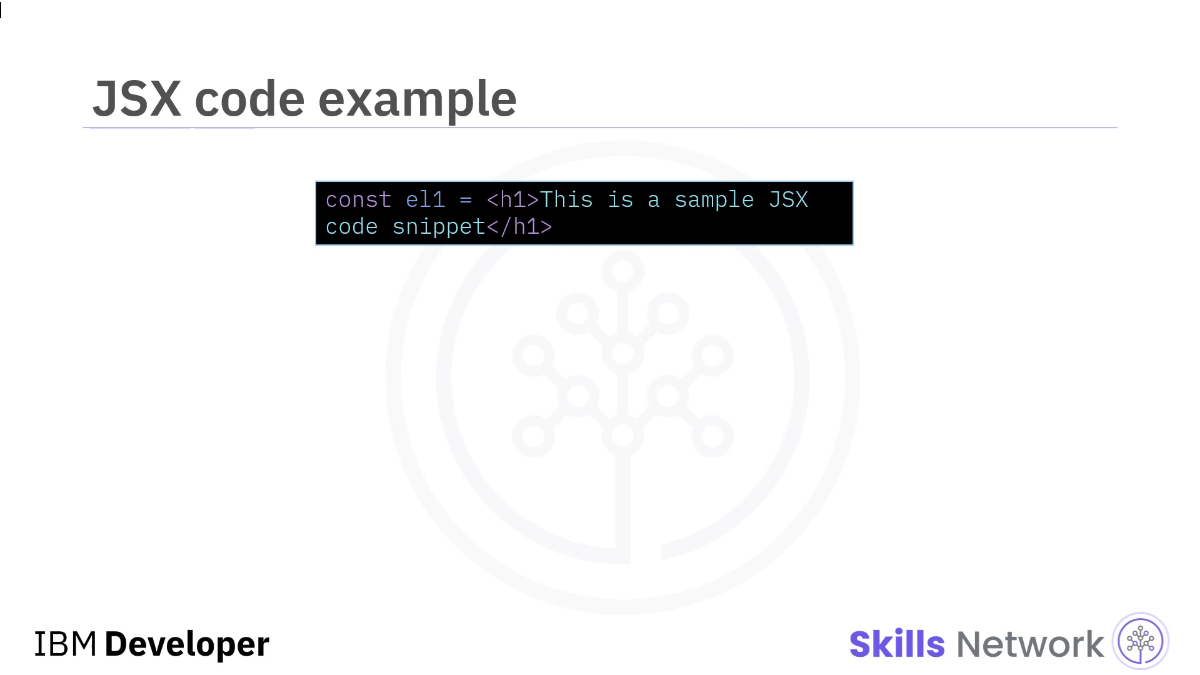 JSX code example
const el1 = <h1>This is a sample JSX
code snippet</h1>
IBM Developer
Skills Network